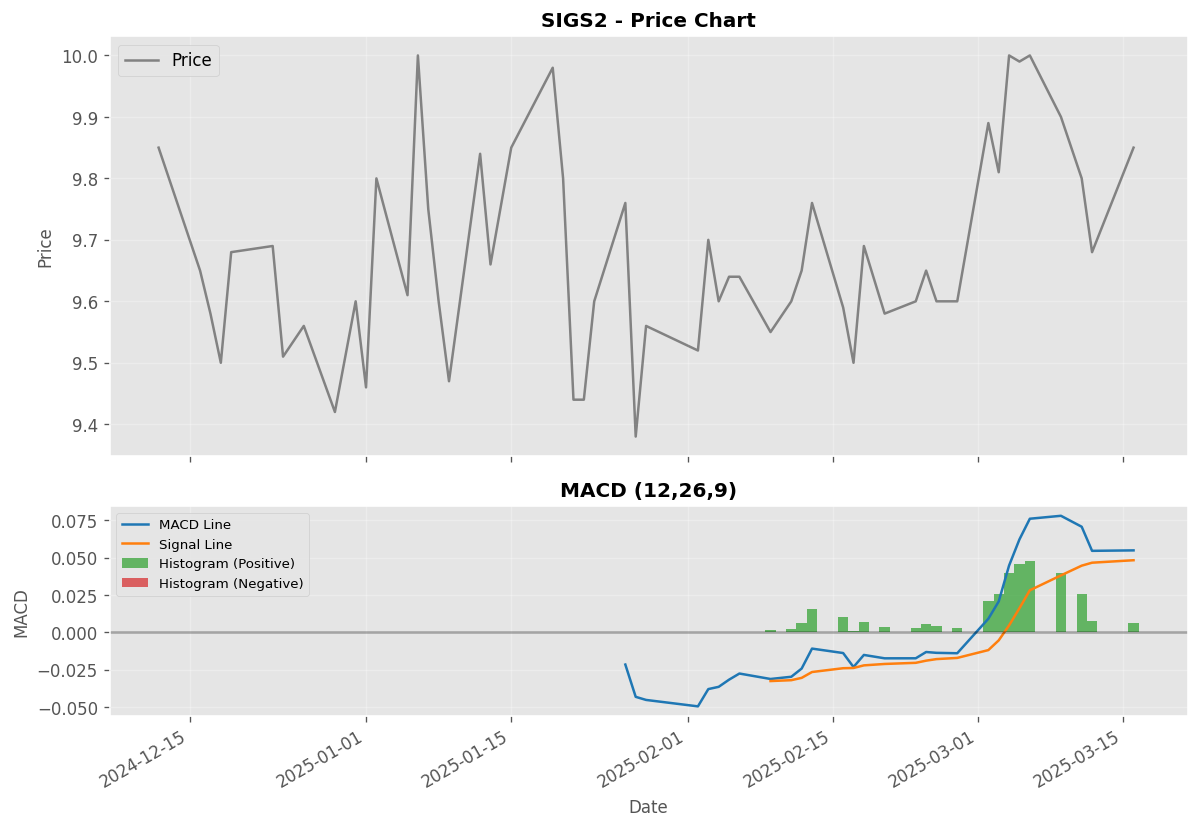 SIGS2 - Price Chart
Price
10.0
9.9
9.8
9.7
9.6
9.5
9.4
Price
MACD (12,26,9)
MACD Line
Signal Line
Histogram (Positive)
Histogram (Negative)
0.075
0.050
0.025
0.000
−0.025
−0.050
MACD
2024-12-15
2025-01-01
2025-01-15
2025-02-01
2025-02-15
2025-03-01
2025-03-15
Date